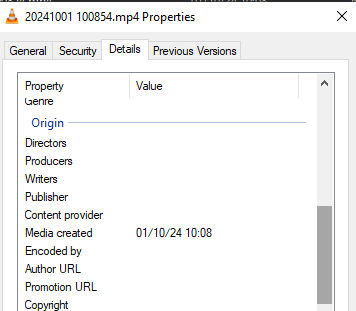 20241001 100854.mp4 Properties
General Security Details Previous Versions
Property Value
Genre
Origin
Directors
Producers
Writers
Publisher
Content provider
Media created 01/10/24 10:08
Encoded by
Author URL
Promotion URL
Copyright